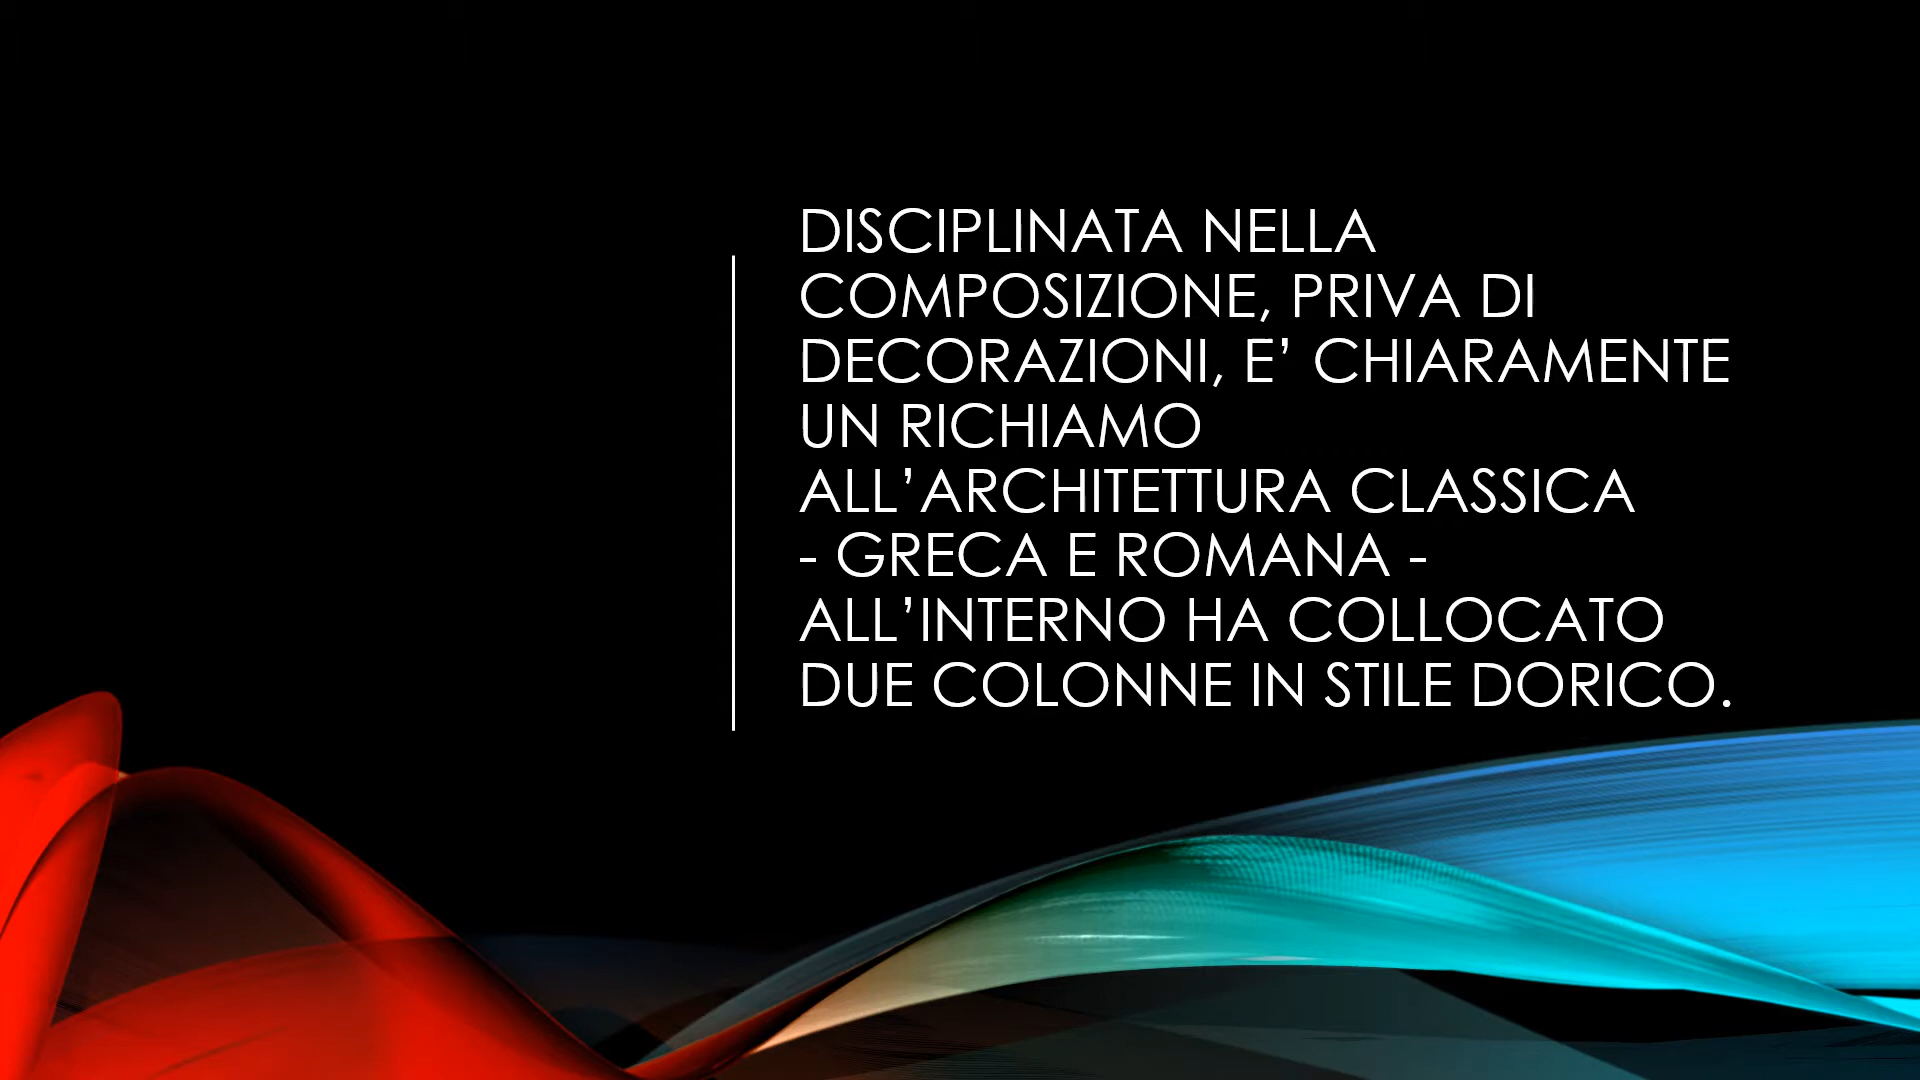 DISCIPLINATA NELLA
COMPOSIZIONE, PRIVA DI
DECORAZIONI, E’ CHIARAMENTE
UN RICHIAMO
ALL’ARCHITETTURA CLASSICA
- GRECA E ROMANA -
ALL’INTERNO HA COLLOCATO
DUE COLONNE IN STILE DORICO.